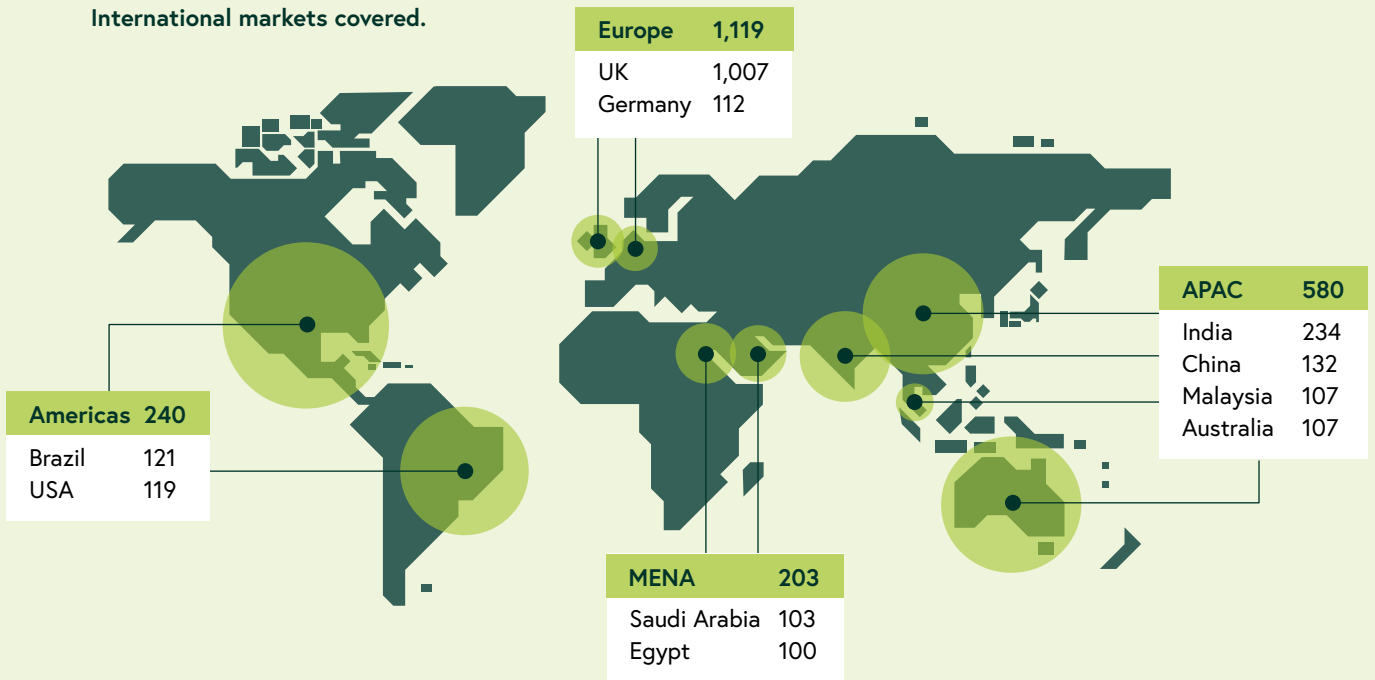 International markets covered.
Europe 1,119
UK 1,007
Germany 112
APAC 580
India 234
China 132
Malaysia 107
Australia 107
Americas 240
Brazil 121
USA 119
MENA 203
Saudi Arabia 103
Egypt 100